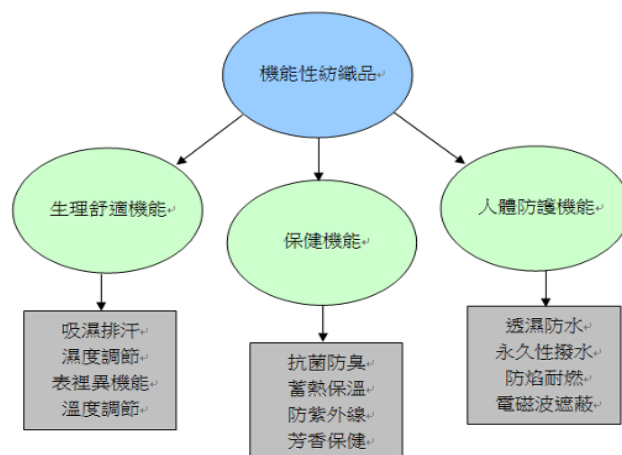 機能性紡織品
生理舒適機能
保健機能
人體防護機能
吸濕排汗
濕度調節
表裡異機能
溫度調節
抗菌防臭
蓄熱保溫
防紫外線
芳香保健
透濕防水
永久性撥水
防焰耐燃
電磁波遮蔽